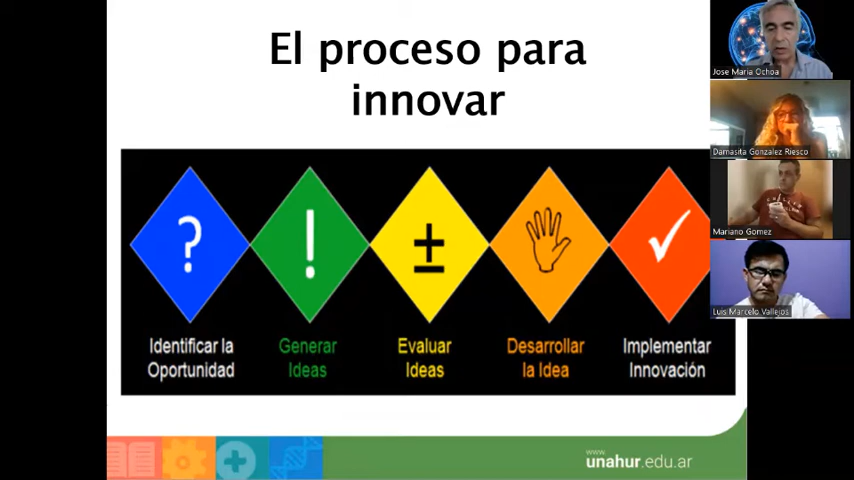 El proceso para
innovar
?
!
±
Identificar la
Oportunidad
Generar
Ideas
Evaluar
Ideas
Desarrollar
la Idea
Implementar
Innovación
www
unahur.edu.ar
Jose Maria Ochoa
Damasita Gonzalez Riesco
Mariano Gomez
Luis Marcelo Vallejos